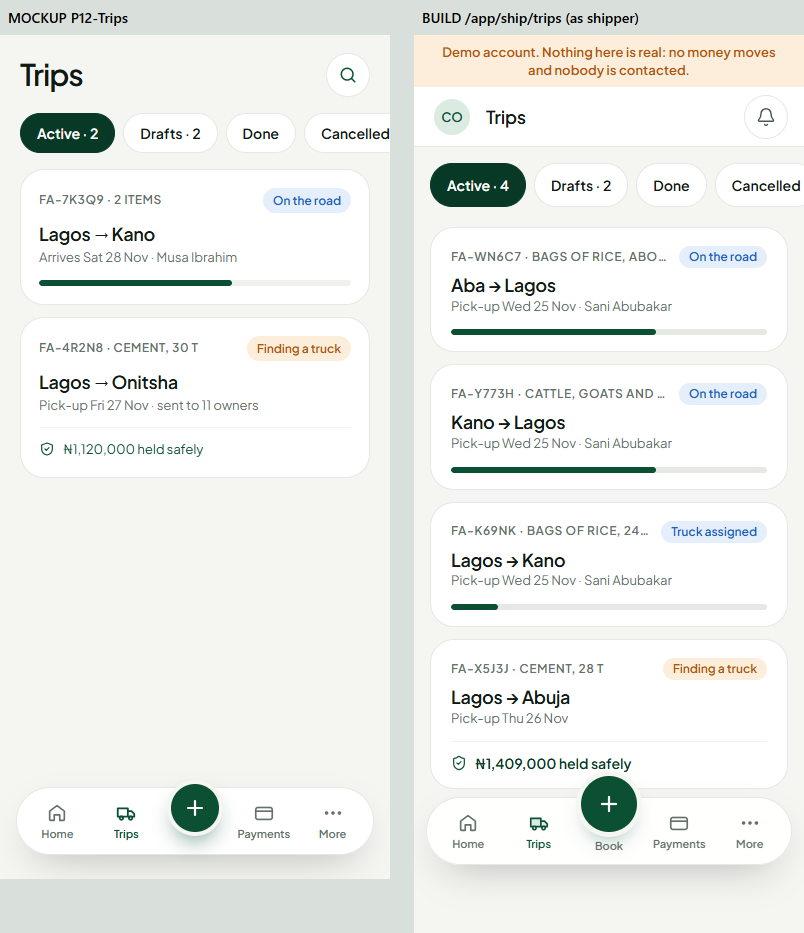 MOCKUP P12-Trips
Trips
Active · 2
Drafts · 2
Done
Cancelled
FA-7K3Q9 · 2 ITEMS
On the road
Lagos → Kano
Arrives Sat 28 Nov · Musa Ibrahim
FA-4R2N8 · CEMENT, 30 T
Finding a truck
Lagos → Onitsha
Pick-up Fri 27 Nov · sent to 11 owners
₦1,120,000 held safely
Home
Trips
Payments
More
BUILD /app/ship/trips (as shipper)
Demo account. Nothing here is real: no money moves
and nobody is contacted.
CO
Trips
Active · 4
Drafts · 2
Done
Cancelled
FA-WN6C7 · BAGS OF RICE, ABO...
On the road
Aba → Lagos
Pick-up Wed 25 Nov · Sani Abubakar
FA-Y773H · CATTLE, GOATS AND ...
On the road
Kano → Lagos
Pick-up Wed 25 Nov · Sani Abubakar
FA-K69NK · BAGS OF RICE, 24...
Truck assigned
Lagos → Kano
Pick-up Wed 25 Nov · Sani Abubakar
FA-X5J3J · CEMENT, 28 T
Finding a truck
Lagos → Abuja
Pick-up Thu 26 Nov
₦1,409,000 held safely
Home
Trips
Book
Payments
More